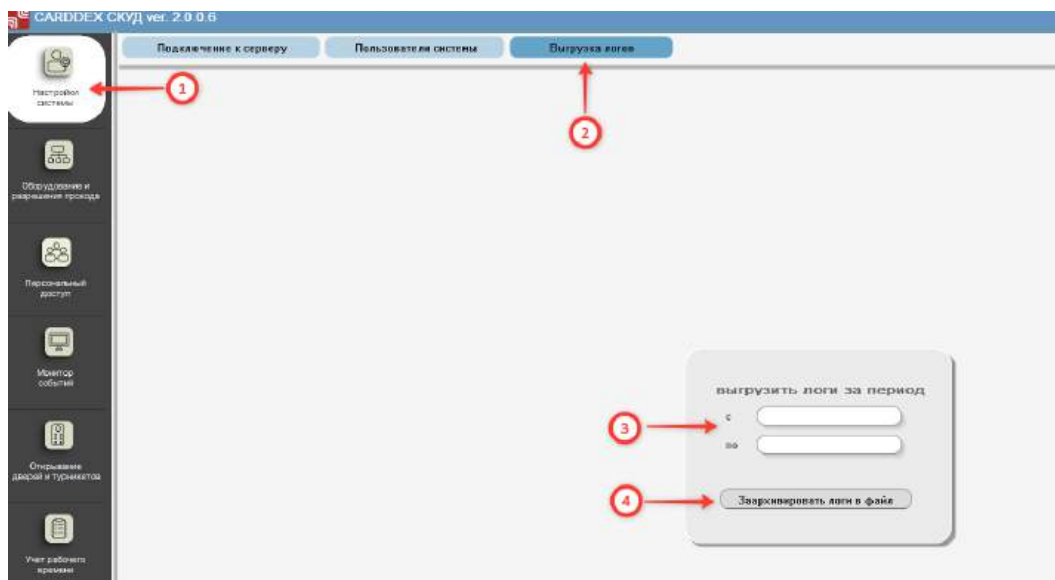 CARDDEX СКУД ver. 2.0.0.6
Подключение к серверу
Пользователи системы
Выгрузка логов
1
Настройки
системы
2
Оборудование и
разрешения прохода
Персональный
доступ
Монитор
событий
выгрузить логи за период
3
с
по
Открывание
дверей и турникетов
4
Заархивировать логи в файл
Учет рабочего
времени